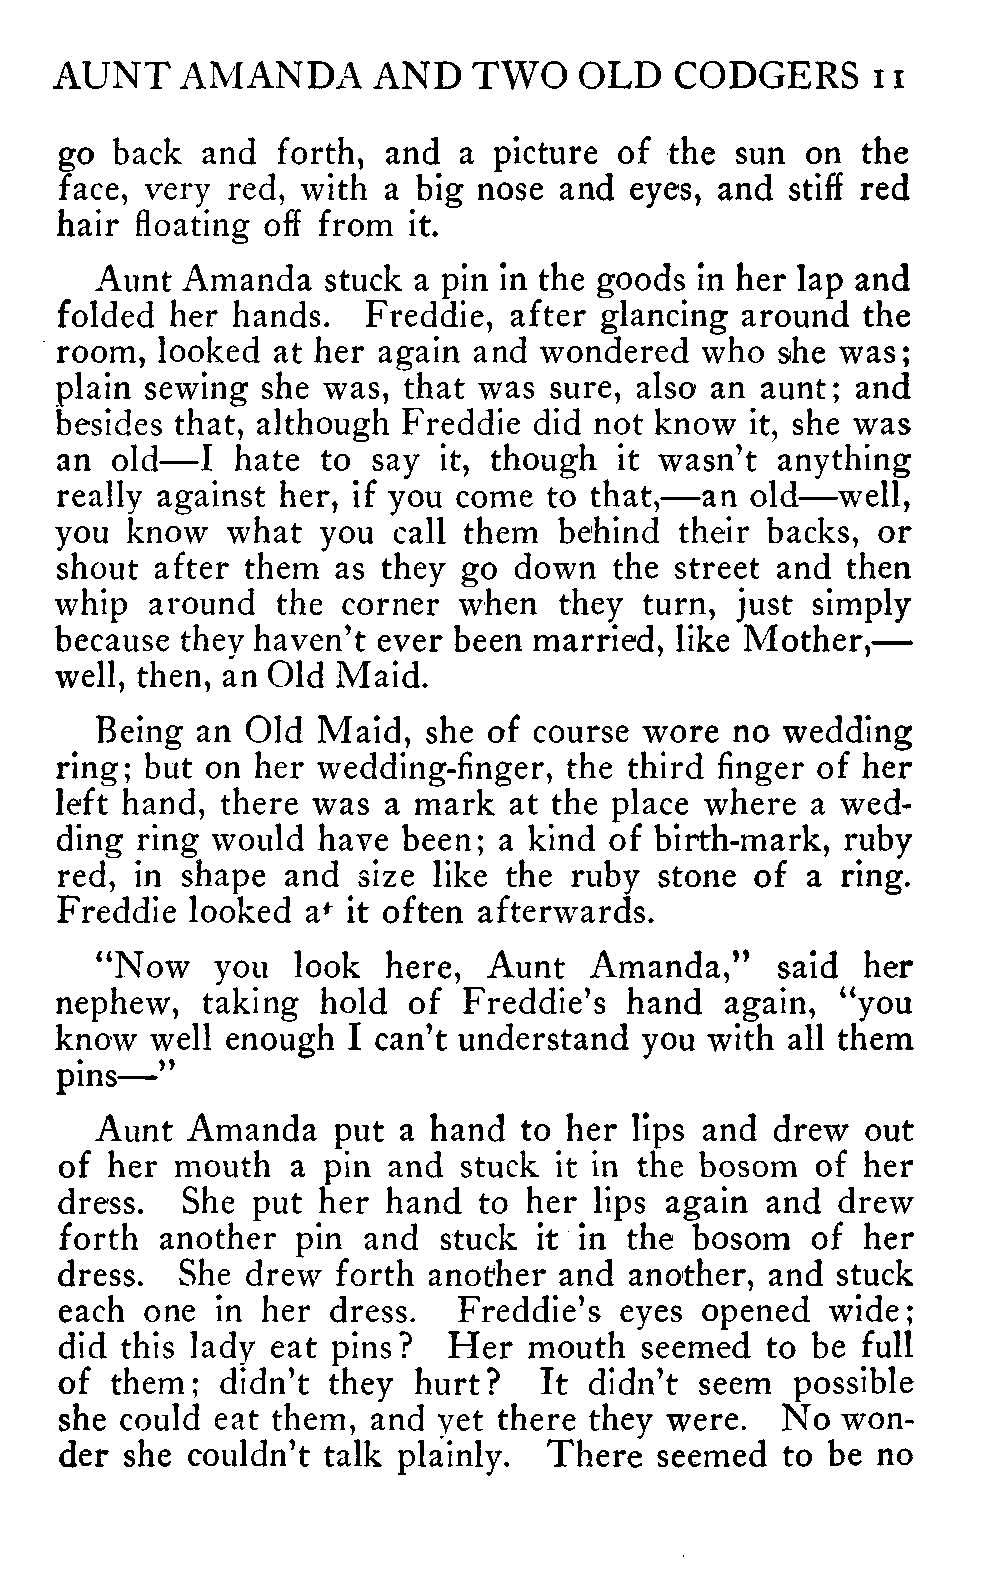 AUNT AMANDA AND TWO OLD CODGERS 11
go back and forth, and a picture of the sun on the
face, very red, with a big nose and eyes, and stiff red
hair floating off from it.
Aunt Amanda stuck a pin in the goods in her lap and
folded her hands. Freddie, after glancing around the
room, looked at her again and wondered who she was;
plain sewing she was, that was sure, also an aunt; and
besides that, although Freddie did not know it, she was
an old—I hate to say it, though it wasn't anything
really against her, if you come to that,—an old—well,
you know what you call them behind their backs, or
shout after them as they go down the street and then
whip around the corner when they turn, just simply
because they haven't ever been married, like Mother,—
well, then, an Old Maid.
Being an Old Maid, she of course wore no wedding
ring; but on her wedding-finger, the third finger of her
left hand, there was a mark at the place where a wed-
ding ring would have been; a kind of birth-mark, ruby
red, in shape and size like the ruby stone of a ring.
Freddie looked at it often afterwards.
"Now you look here, Aunt Amanda," said her
nephew, taking hold of Freddie's hand again, "you
know well enough I can't understand you with all them
pins—"
Aunt Amanda put a hand to her lips and drew out
of her mouth a pin and stuck it in the bosom of her
dress. She put her hand to her lips again and drew
forth another pin and stuck it in the bosom of her
dress. She drew forth another and another, and stuck
each one in her dress. Freddie's eyes opened wide;
did this lady eat pins? Her mouth seemed to be full
of them; didn't they hurt? It didn't seem possible
she could eat them, and yet there they were. No won-
der she couldn't talk plainly. There seemed to be no